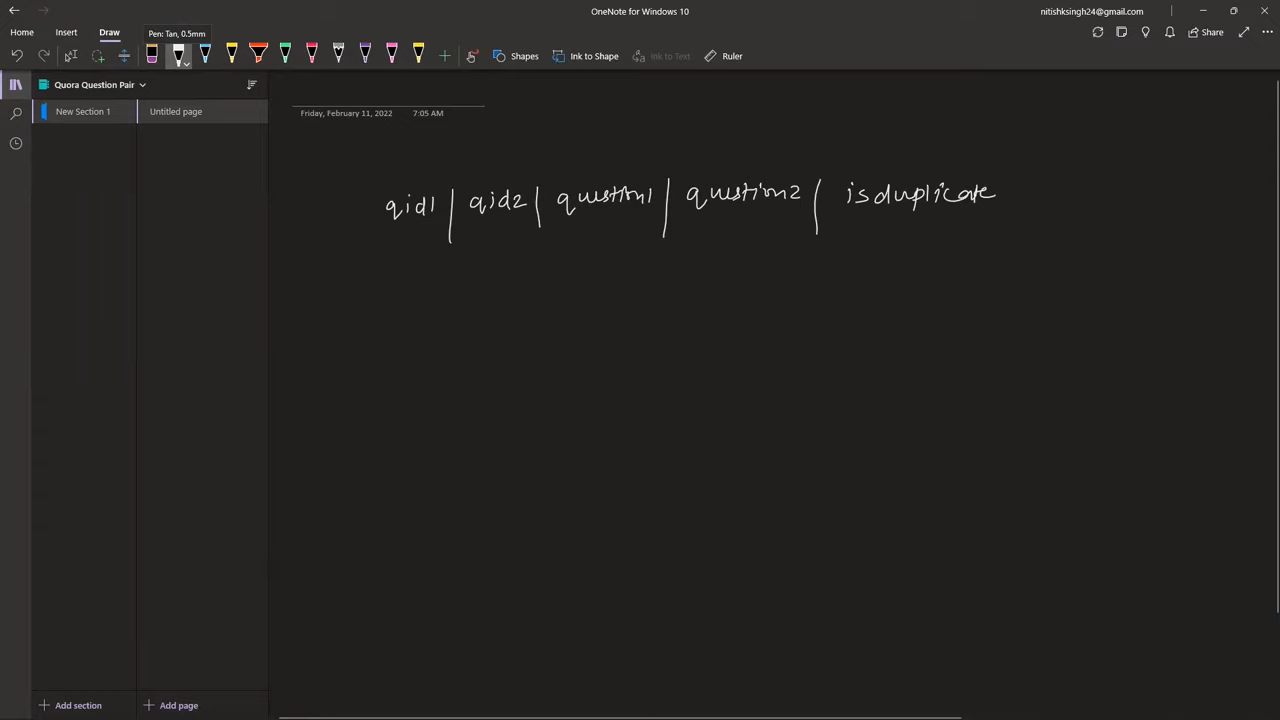 OneNote for Windows 10
nitishksingh24@gmail.com
Home Insert Draw
Pen: Tan, 0.5mm
Share
Shapes Ink to Shape Ink to Text Ruler
Quora Question Pair
New Section 1 Untitled page
Friday, February 11, 2022 7:05 AM
qid1 | qid2 | question1 | question2 | isduplicate
Add section Add page